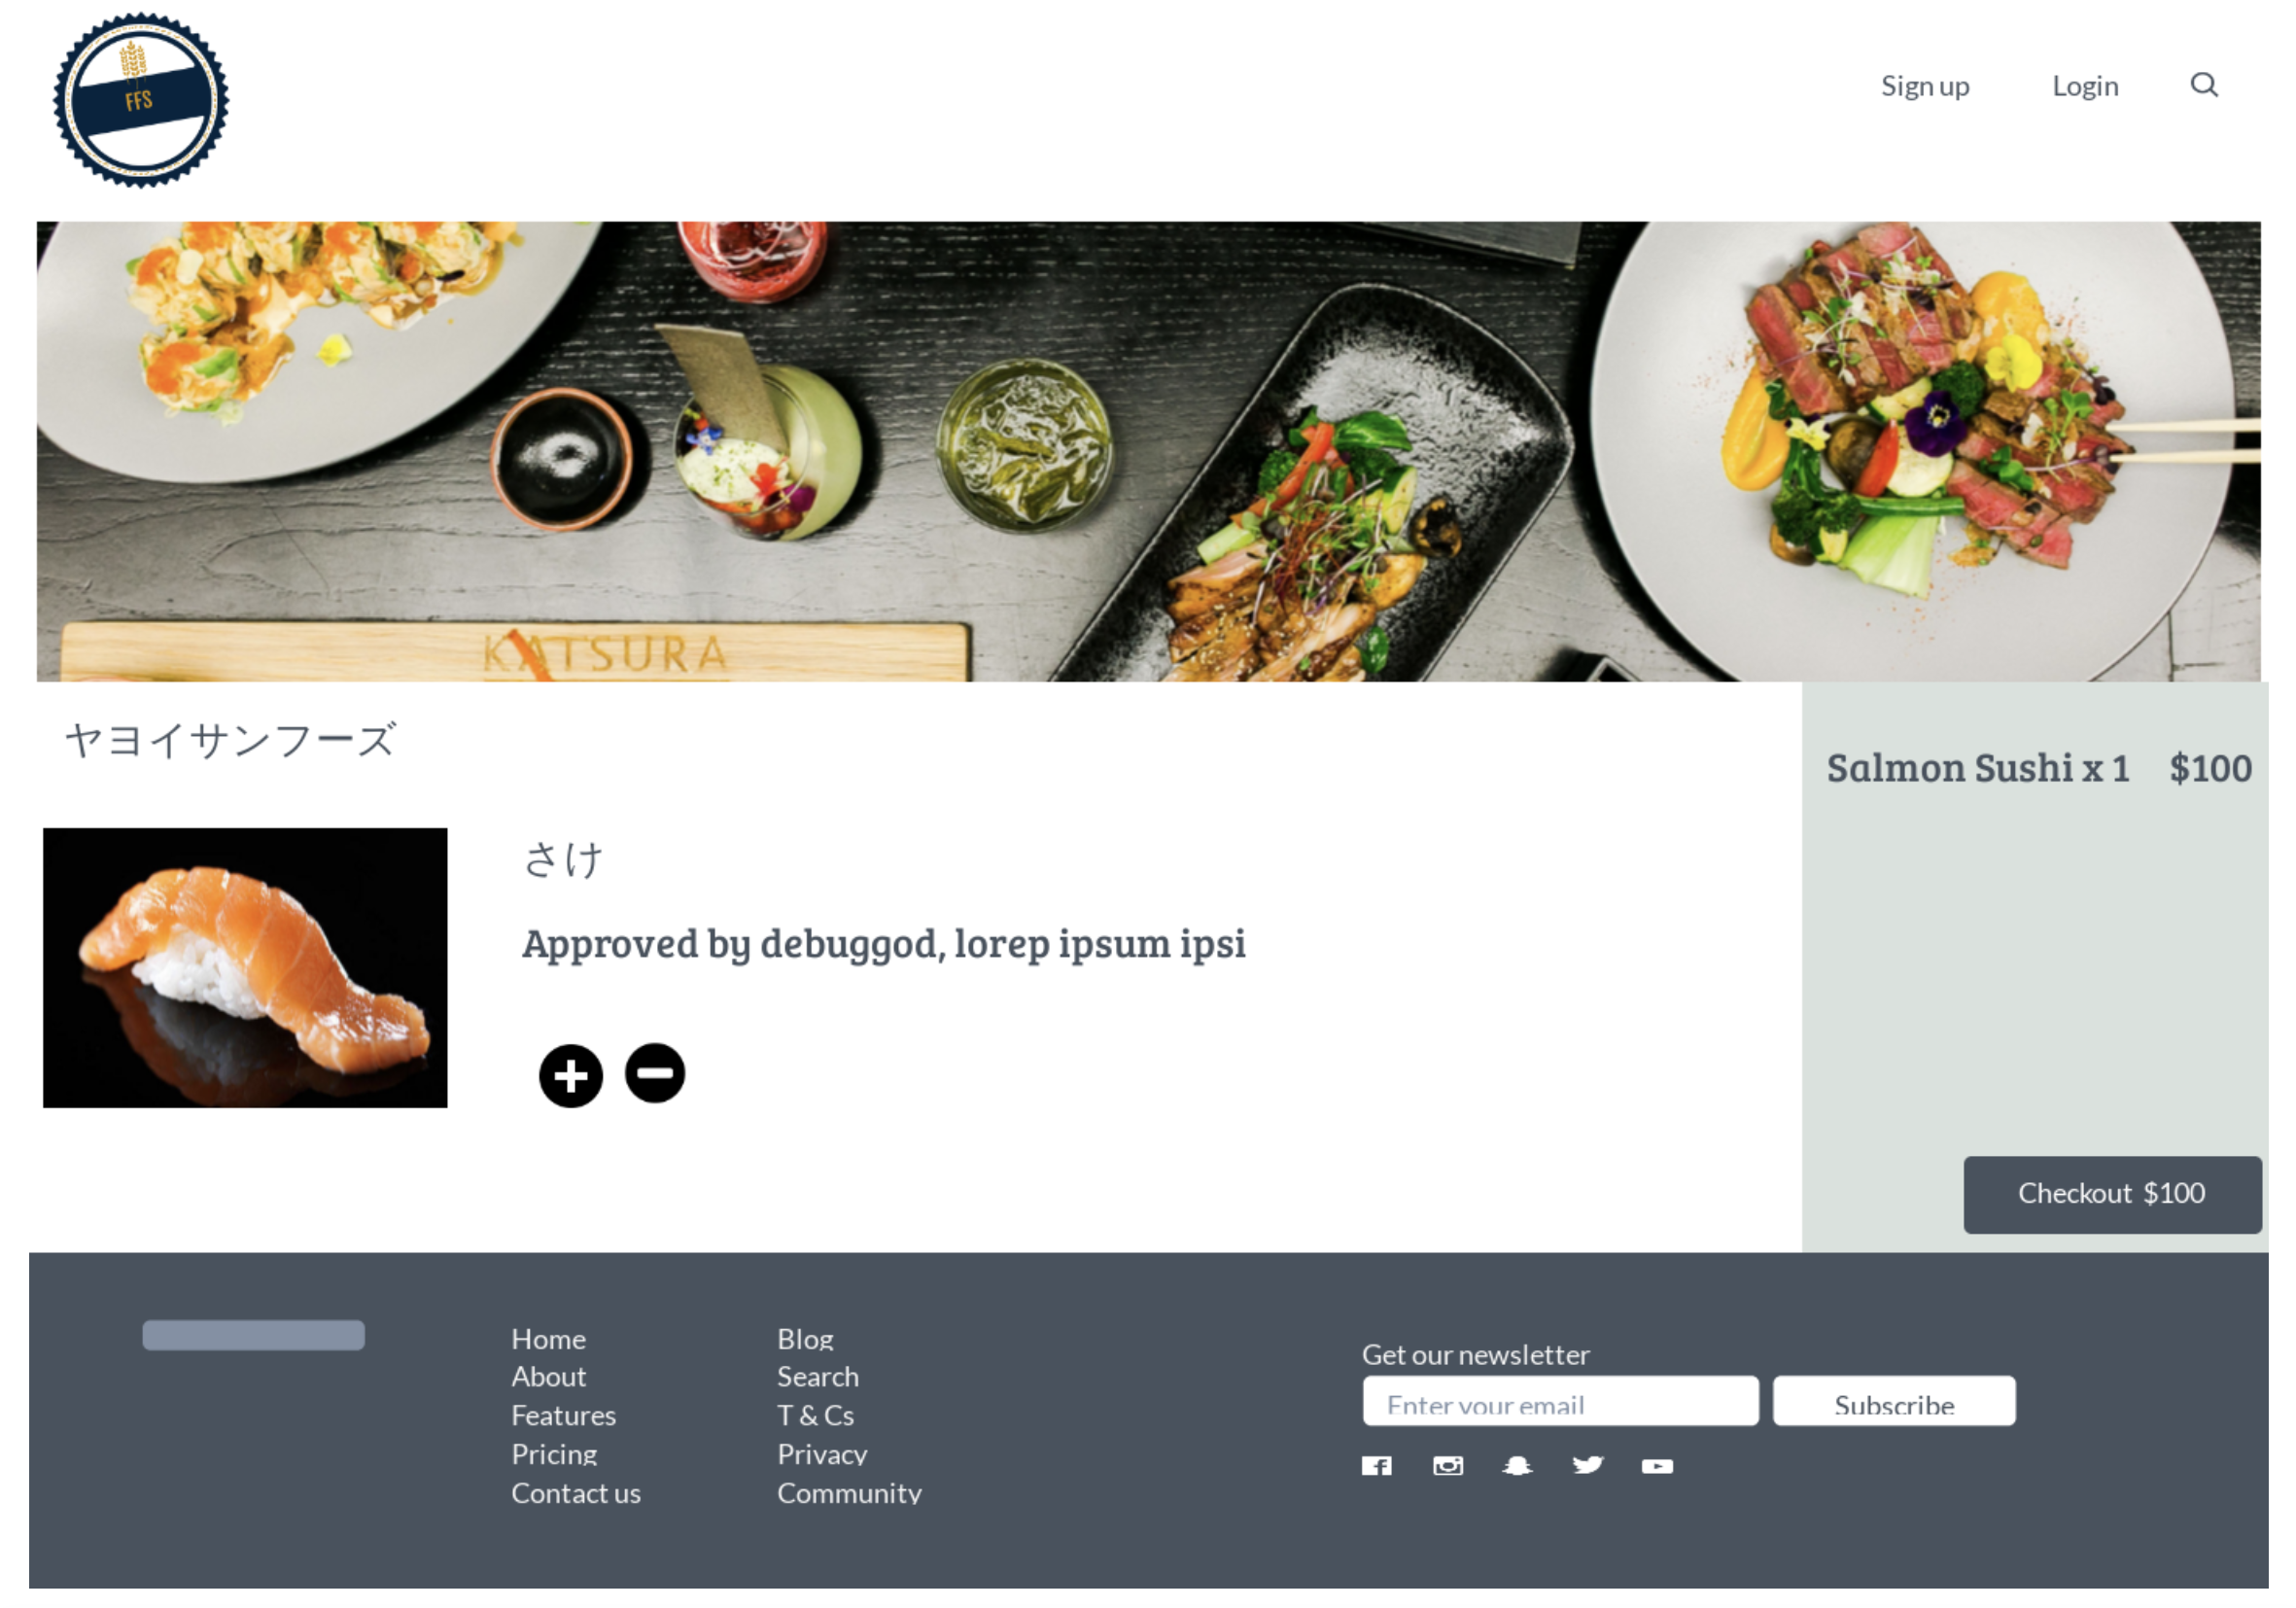 FFS
Sign up Login
KATSURA
ヤヨイサンフーズ
Salmon Sushi x 1 $100
さけ
Approved by debuggod, lorep ipsum ipsi
Checkout $100
Home
About
Features
Pricing
Contact us
Blog
Search
T & Cs
Privacy
Community
Get our newsletter
Enter your email
Subscribe